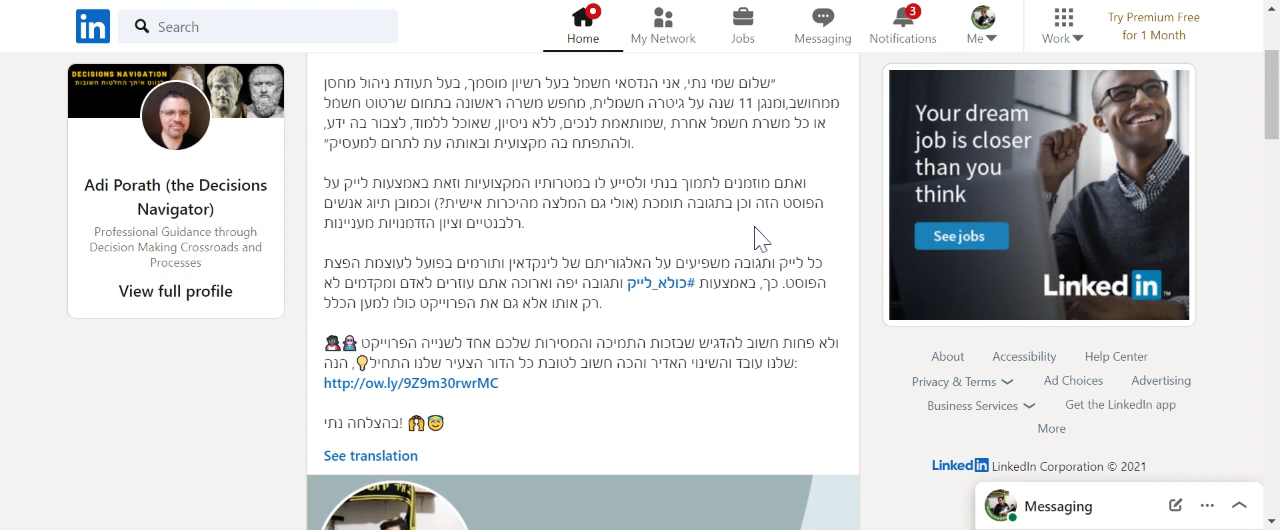 in
Search
Home
My Network
Jobs
Messaging
3
Notifications
Me
Work
Try Premium Free
for 1 Month
DECISIONS NAVIGATION
Adi Porath (the Decisions
Navigator)
Professional Guidance through
Decision Making Crossroads and
Processes
View full profile
"שלום שמי נתי, אני הנדסאי חשמל בעל רשיון מוסמך, בעל תעודת ניהול מחסן
ממחושב,ומנגן 11 שנה על גיטרה חשמלית, מחפש משרה ראשונה בתחום שרטוט חשמל
או כל משרת חשמל אחרת ,שמותאמת לנכים, ללא ניסיון, שאוכל ללמוד, לצבור בה ידע,
ולהתפתח בה מקצועית ובאותה עת לתרום למעסיק".
ואתם מוזמנים לתמוך בנתי ולסייע לו במטרותיו המקצועיות וזאת באמצעות לייק על
הפוסט הזה וכן בתגובה תומכת (אולי גם המלצה מהיכרות אישית?) וכמובן תיוג אנשים
רלבנטיים וציון הזדמנויות מעניינות.
כל לייק ותגובה משפיעים על האלגוריתם של לינקדאין ותורמים בפועל לעוצמת הפצת
הפוסט. כך, באמצעות #כולא_לייק ותגובה יפה וארוכה אתם עוזרים לאדם ומקדמים לא
רק אותו אלא גם את הפרוייקט כולו למען הכלל.
ולא פחות חשוב להדגיש שבזכות התמיכה והמסירות שלכם אחד לשנייה הפרוייקט
שלנו עובד והשינוי האדיר והכה חשוב לטובת כל הדור הצעיר שלנו התחיל, הנה:
http://ow.ly/9Z9m30rwrMC
בהצלחה נתי!
See translation
Your dream
job is closer
than you
think
See jobs
Linked in
About
Accessibility
Help Center
Privacy & Terms
Ad Choices
Advertising
Business Services
Get the LinkedIn app
More
Linked in LinkedIn Corporation © 2021
Messaging